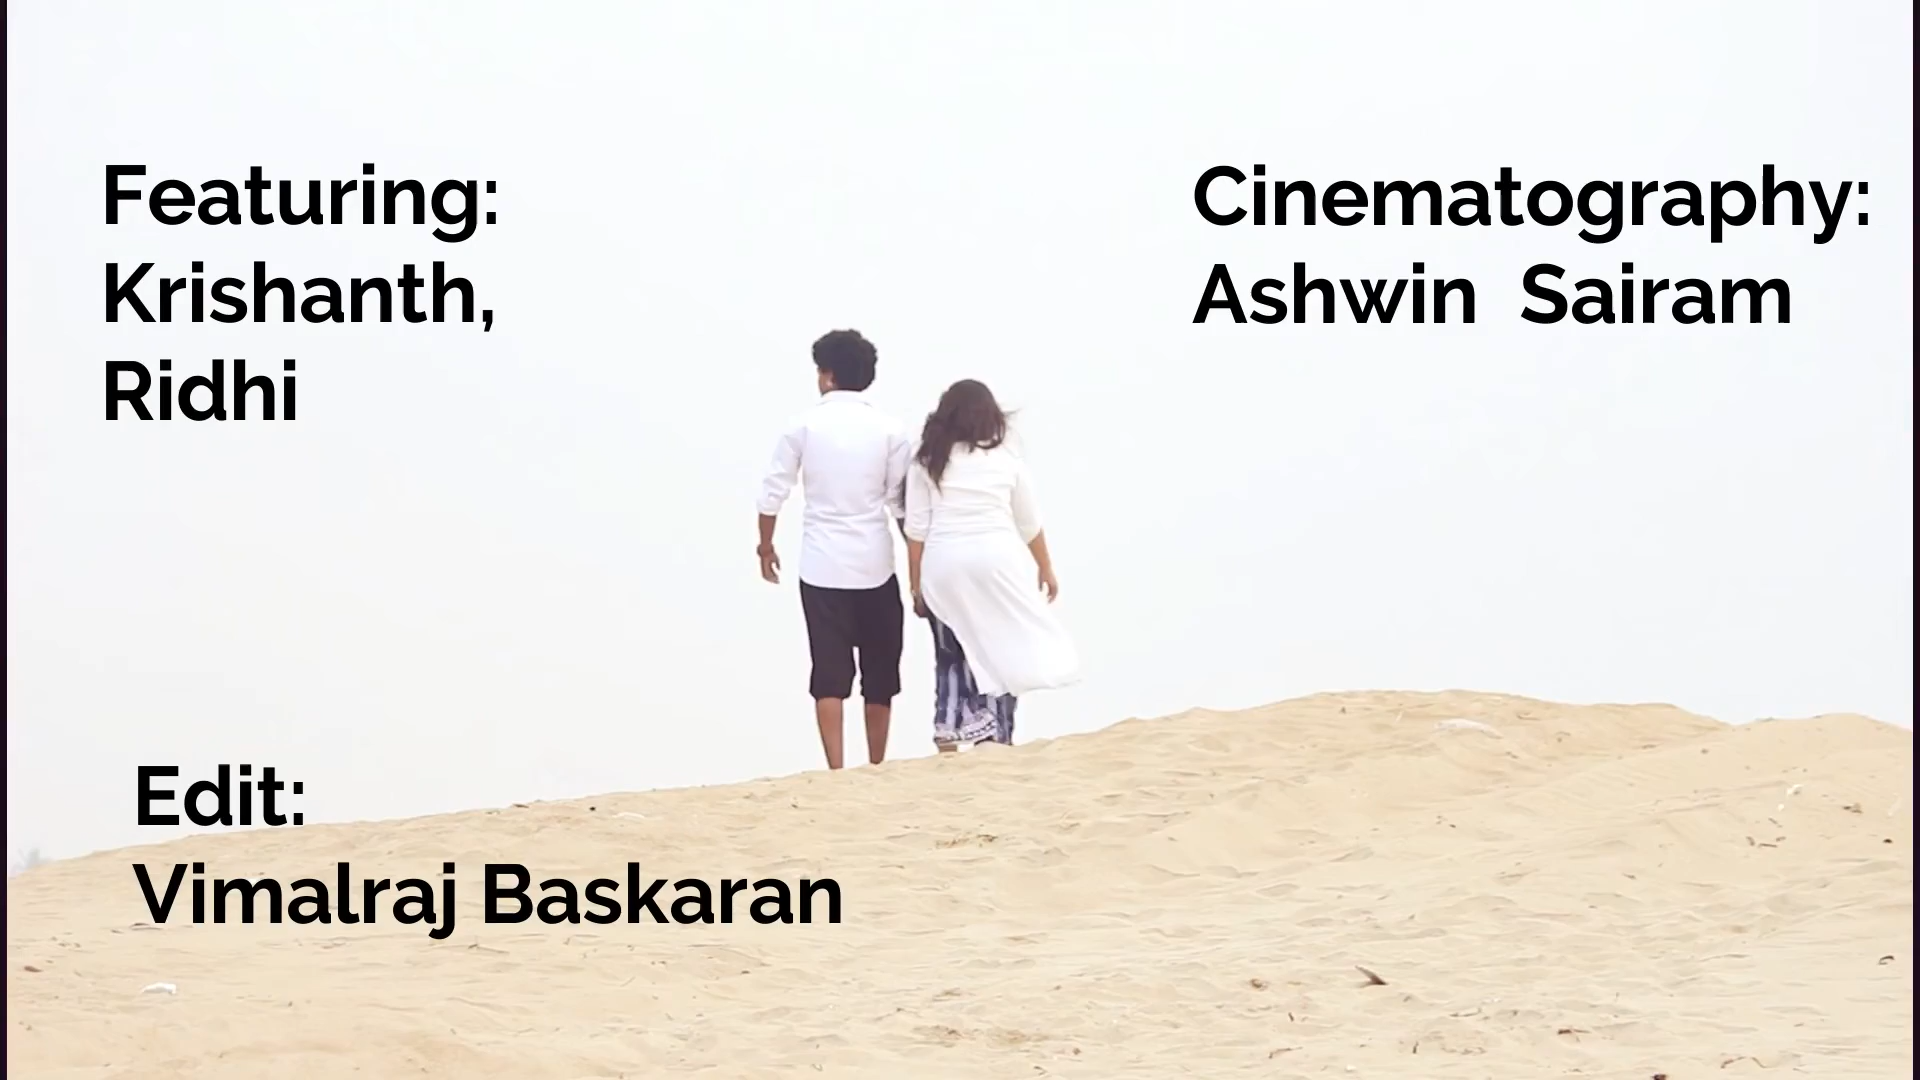 Featuring:
Krishanth,
Ridhi
Cinematography:
Ashwin  Sairam
Edit:
Vimalraj Baskaran